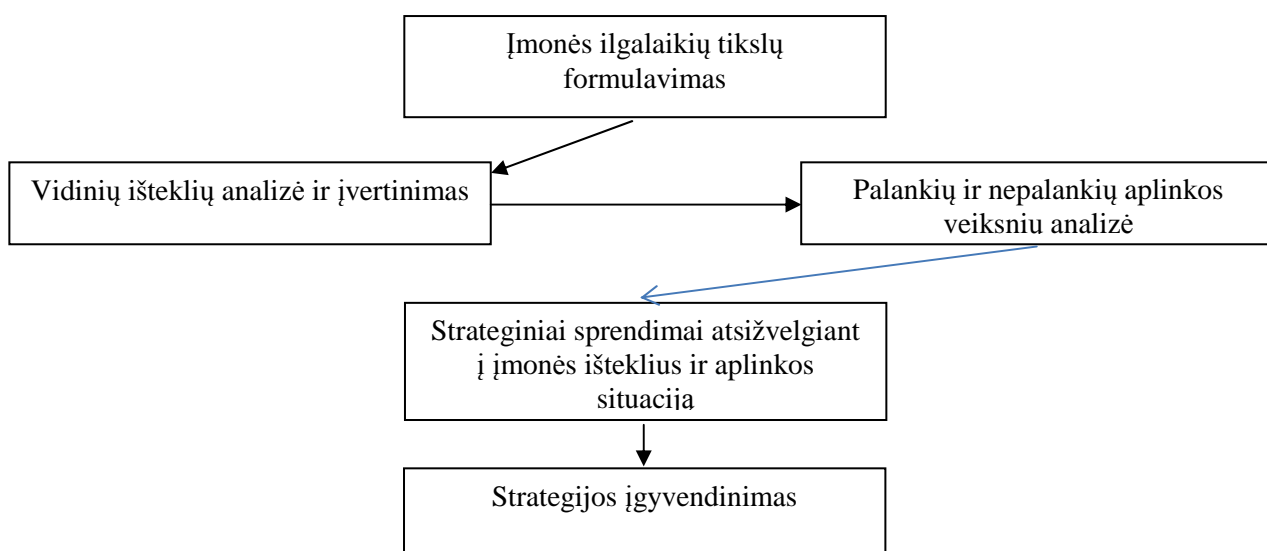 Įmonės ilgalaikių tikslų
formulavimas
Vidinių išteklių analizė ir įvertinimas
Palankių ir nepalankių aplinkos
veiksnių analizė
Strateginiai sprendimai atsižvelgiant
į įmonės išteklius ir aplinkos
situaciją
Strategijos įgyvendinimas